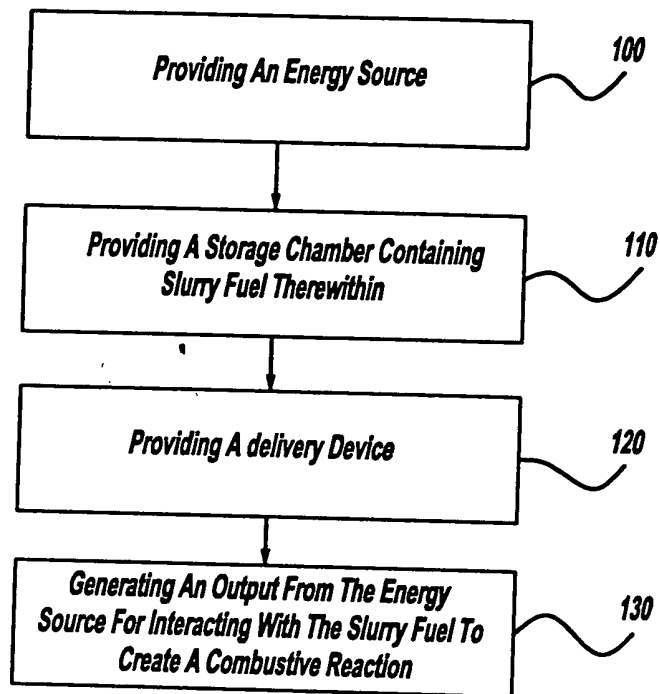 Providing An Energy Source
100
Providing A Storage Chamber Containing
Slurry Fuel Therewithin
110
Providing A delivery Device
120
Generating An Output From The Energy
Source For Interacting With The Slurry Fuel To
Create A Combustive Reaction
130